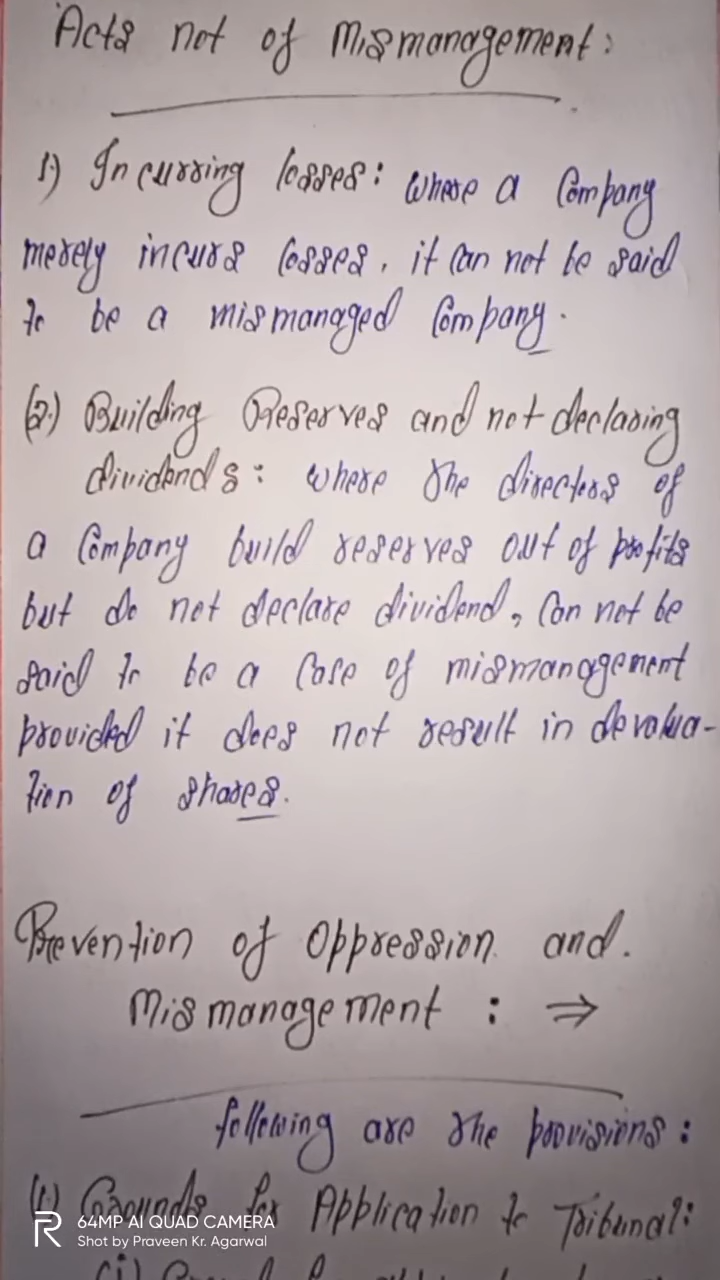 Acts not of Mismanagement:
1.) Incurring losses: where a Company
merely incurs losses, it can not be said
to be a mismanaged Company.
(2.) Building Reserves and not declaring
dividends: where the directors of
a Company build reserves out of profits
but do not declare dividend, can not be
said to be a case of mismanagement
provided it does not result in devalua-
tion of shares.
Prevention of Oppression and.
Mismanagement : ⇒
following are the provisions:
(1) Grounds for Application to Tribunal:
64MP AI QUAD CAMERA
Shot by Praveen Kr. Agarwal
(i)